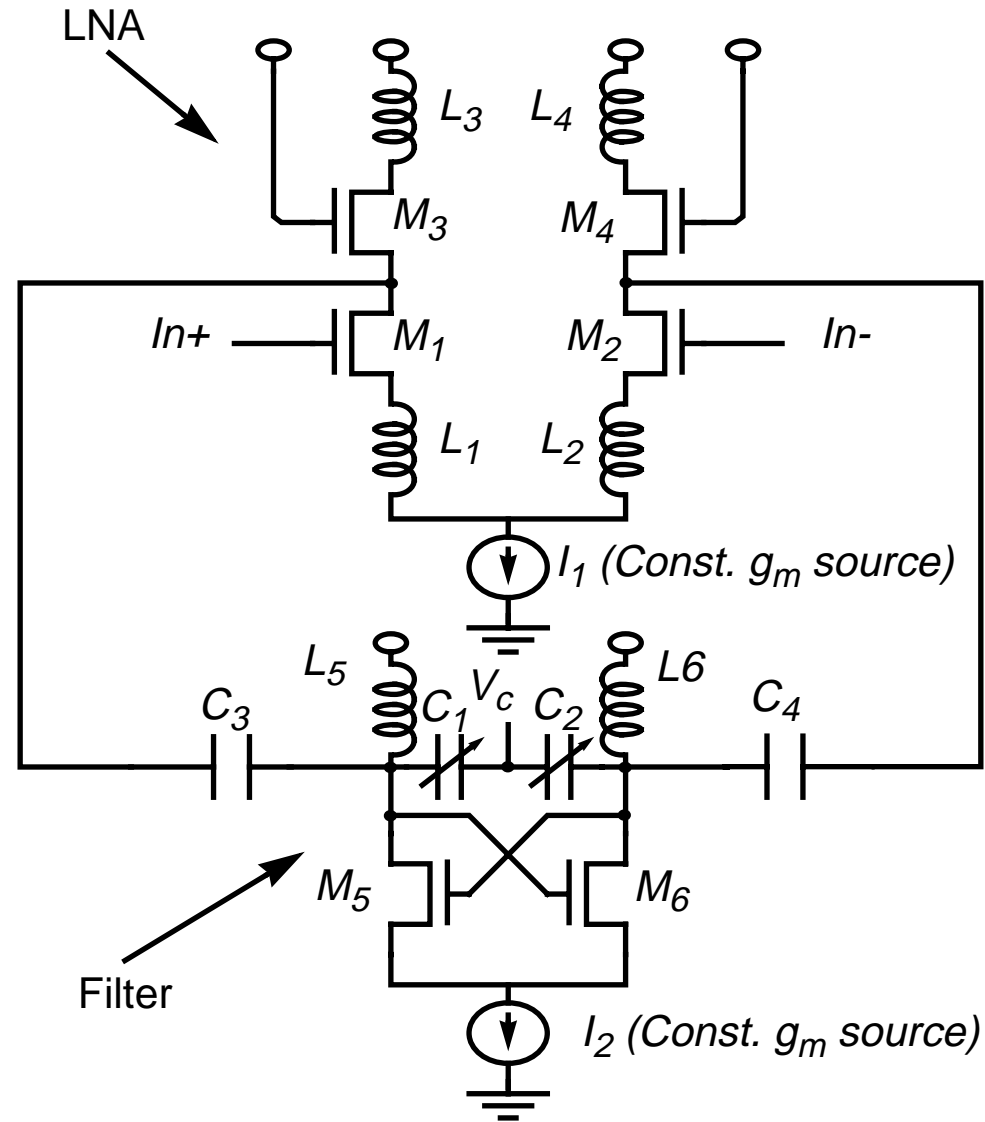 LNA
L3 L4
M3 M4
In+ M1 M2 In-
L1 L2
I1 (Const. gm source)
L5 Vc L6
C3 C1 C2 C4
M5 M6
Filter
I2 (Const. gm source)